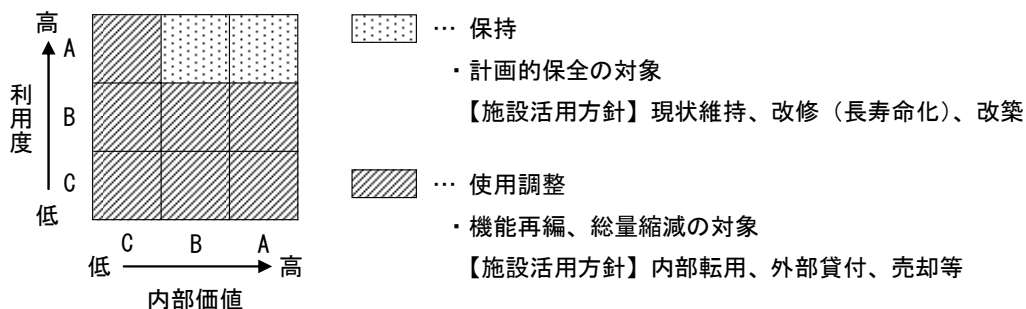 高
A
B
C
低
利用度
C B A
低 高
内部価値
… 保持
・計画的保全の対象
【施設活用方針】現状維持、改修（長寿命化）、改築
… 使用調整
・機能再編、総量縮減の対象
【施設活用方針】内部転用、外部貸付、売却等